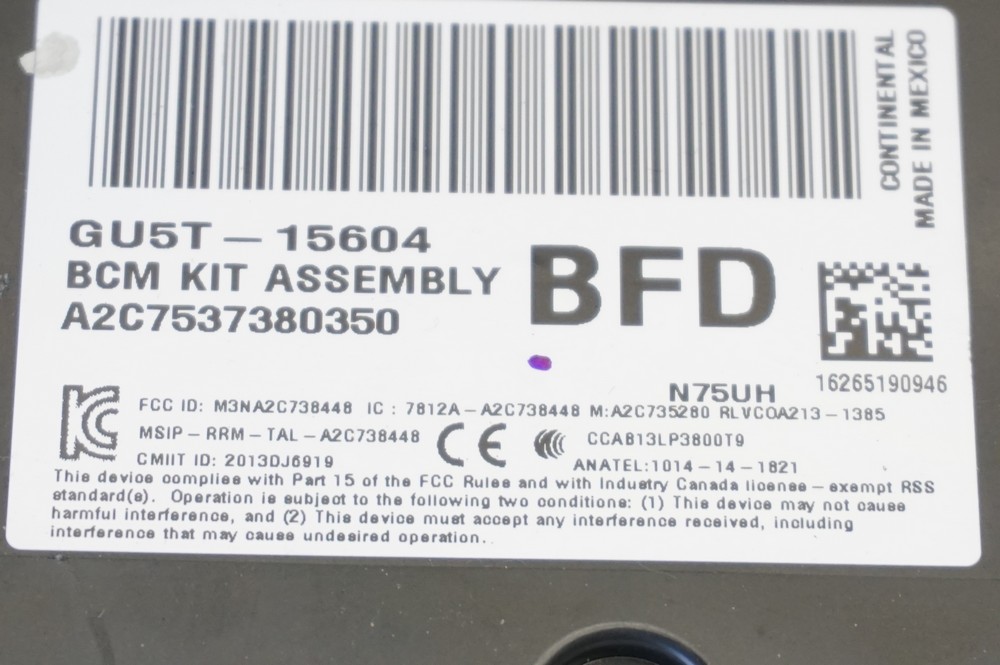 CONTINENTAL
MADE IN MEXICO
GU5T – 15604
BCM KIT ASSEMBLY
A2C7537380350
BFD
16265190946
N75UH
FCC ID: M3NA2C738448 IC : 7812A – A2C738448 M:A2C735280 RLVCOA213 – 1385
MSIP – RRM – TAL – A2C738448
CE
CCAB13LP3800T9
CMIIT ID: 2013DJ6919
ANATEL:1014 – 14 – 1821
This device complies with Part 15 of the FCC Rules and with Industry Canada license – exempt RSS
standard(s). Operation is subject to the following two conditions: (1) This device may not cause
harmful interference, and (2) This device must accept any interference received, including
interference that may cause undesired operation.